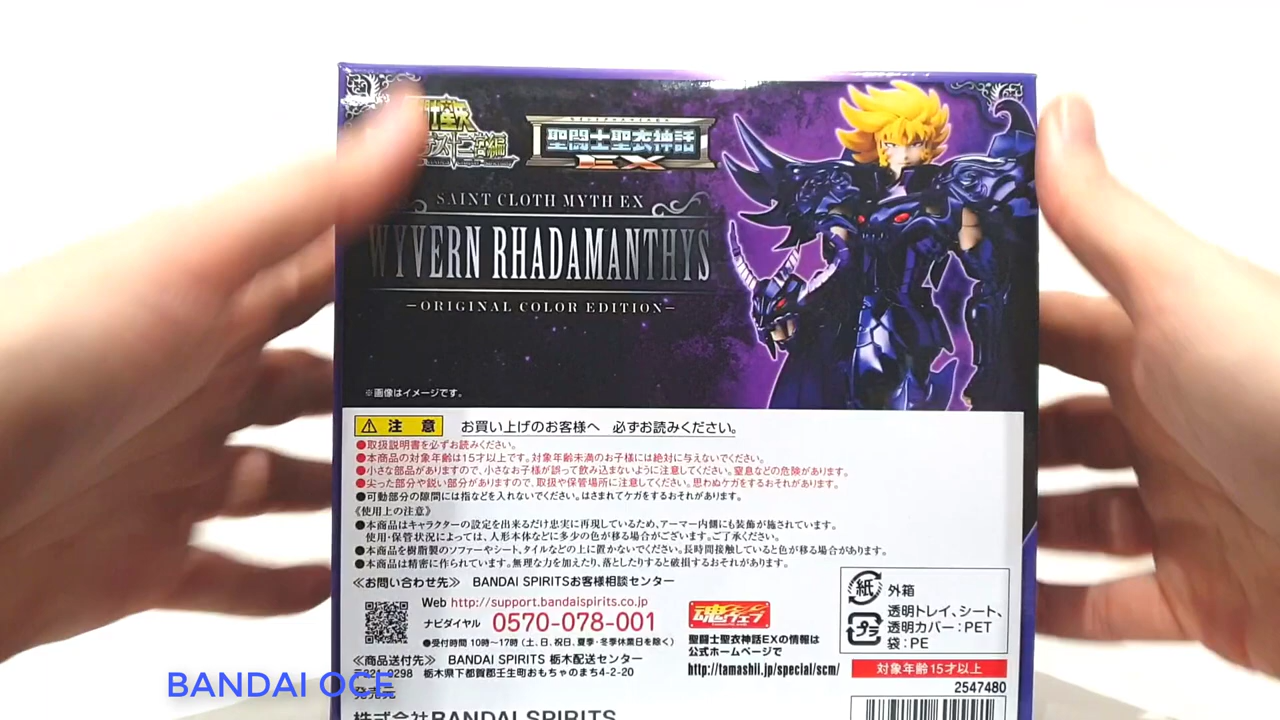 聖闘士聖衣神話
EX
SAINT CLOTH MYTH EX
WYVERN RHADAMANTHYS
－ORIGINAL COLOR EDITION－
※画像はイメージです。
注 意 お買い上げのお客様へ 必ずお読みください。
●取扱説明書を必ずお読みください。
●本商品の対象年齢は15才以上です。対象年齢未満のお子様には絶対に与えないでください。
●小さな部品がありますので、小さなお子様が誤って飲み込まないように注意してください。窒息などの危険があります。
●尖った部分や鋭い部分がありますので、取扱や保管場所に注意してください。思わぬケガをするおそれがあります。
●可動部分の隙間には指などを入れないでください。はさまれてケガをするおそれがあります。
《使用上の注意》
●本商品はキャラクターの設定を出来るだけ忠実に再現しているため、アーマー内側にも装飾が施されています。
使用・保管状況によっては、人形本体などに多少の色が移る場合がございます。ご了承ください。
●本商品を樹脂製のソファーやシート、タイルなどの上に置かないでください。長時間接触していると色が移る場合があります。
●本商品は精密に作られています。無理な力を加えたり、落としたりすると破損するおそれがあります。
≪お問い合わせ先≫ BANDAI SPIRITSお客様相談センター
Web http://support.bandaispirits.co.jp
ナビダイヤル 0570-078-001
●受付時間 10時～17時 (土、日、祝日、夏季・冬季休業日を除く)
≪商品送付先≫ BANDAI SPIRITS 栃木配送センター
栃木県下都賀郡壬生町おもちゃのまち4-2-20
発売元
株式会社BANDAI SPIRITS
魂ウェブ
聖闘士聖衣神話EXの情報は
公式ホームページで
http://tamashii.jp/special/scm/
紙 外箱
プラ 透明トレイ、シート、
透明カバー：PET
袋：PE
対象年齢15才以上
2547480
BANDAI OCE